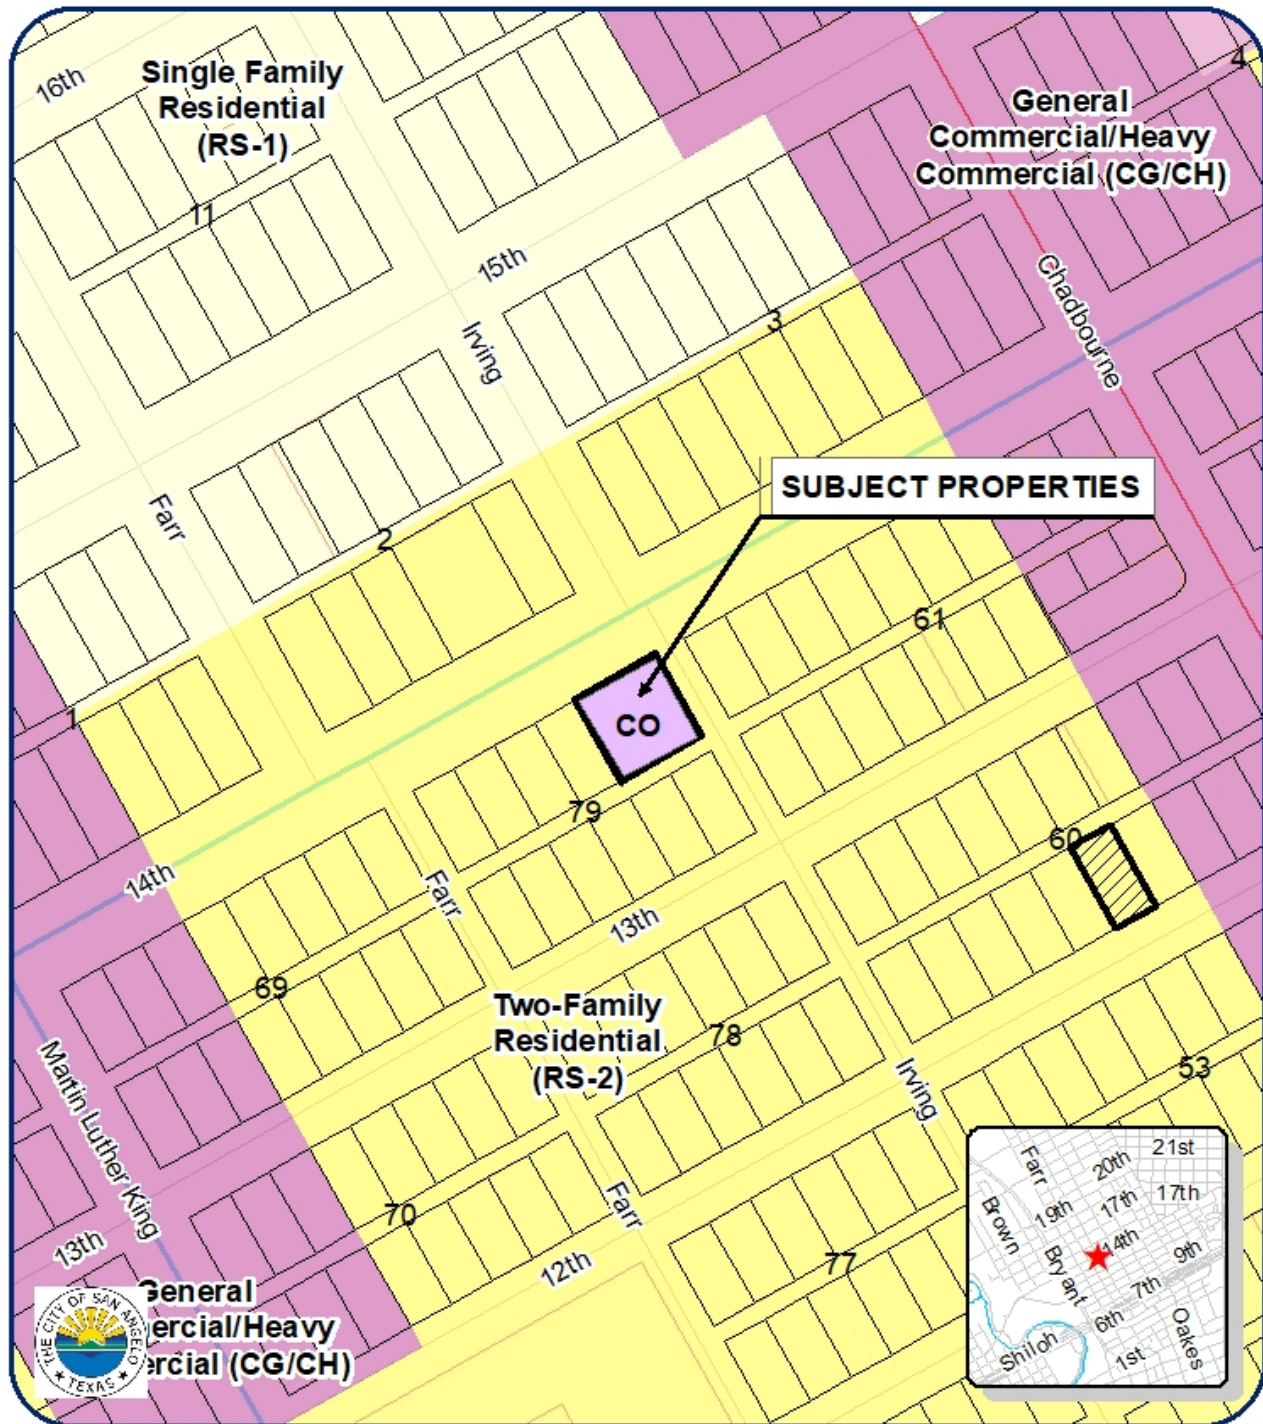 16th
Single Family
Residential
(RS-1)
4
General
Commercial/Heavy
Commercial (CG/CH)
11
15th
Chadbourne
Irving
3
Farr
2
SUBJECT PROPERTIES
61
1
CO
79
60
14th
Farr
13th
69
Two-Family
Residential
(RS-2)
78
53
Irving
Martin Luther King
70
Farr
13th
12th
77
General
ercial/Heavy
ercial (CG/CH)
THE CITY OF SAN ANGELO
TEXAS
Farr
20th
21st
Brown
19th
17th
17th
14th
9th
Bryant
7th
6th
Oakes
Shiloh
1st